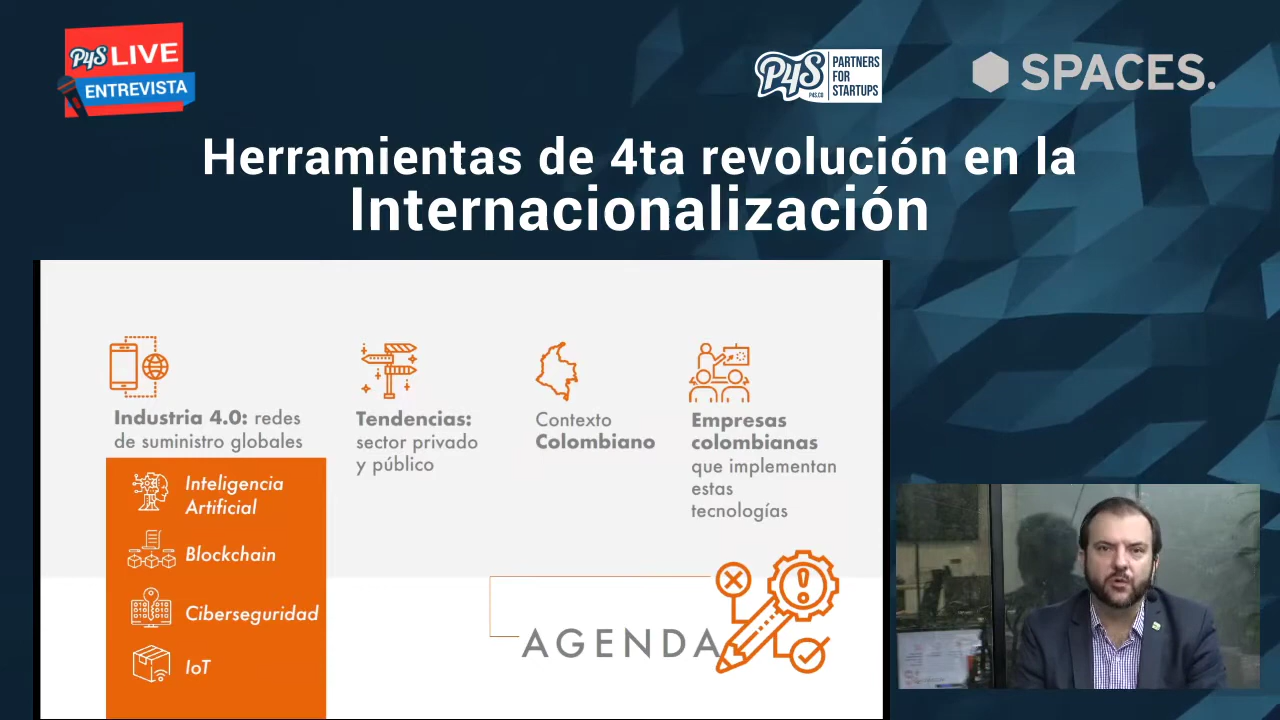 P4S LIVE
ENTREVISTA
P4S
P4S.CO
PARTNERS
FOR
STARTUPS
SPACES.
Herramientas de 4ta revolución en la
Internacionalización
Industria 4.0: redes
de suministro globales
Inteligencia
Artificial
Blockchain
Ciberseguridad
IoT
Tendencias:
sector privado
y público
Contexto
Colombiano
Empresas
colombianas
que implementan
estas
tecnologías
AGENDA